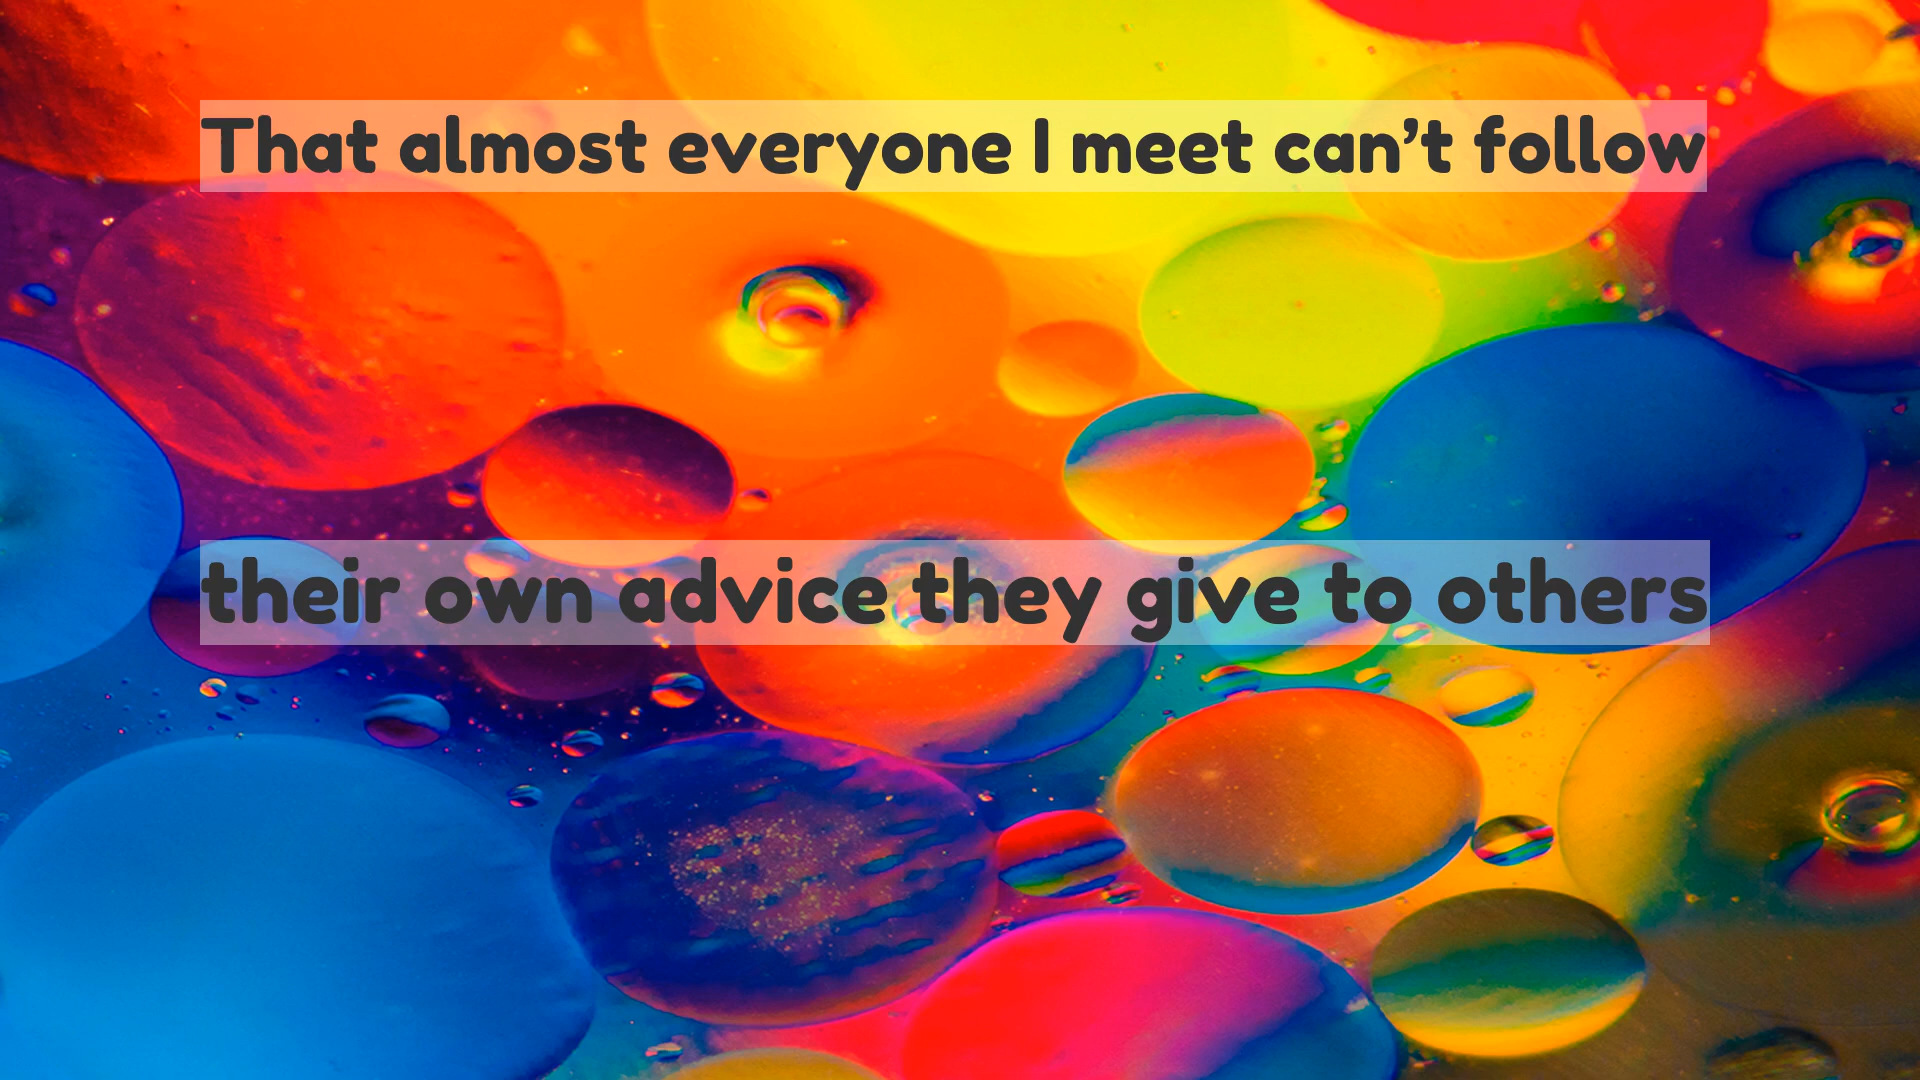 That almost everyone I meet can’t follow
their own advice they give to others